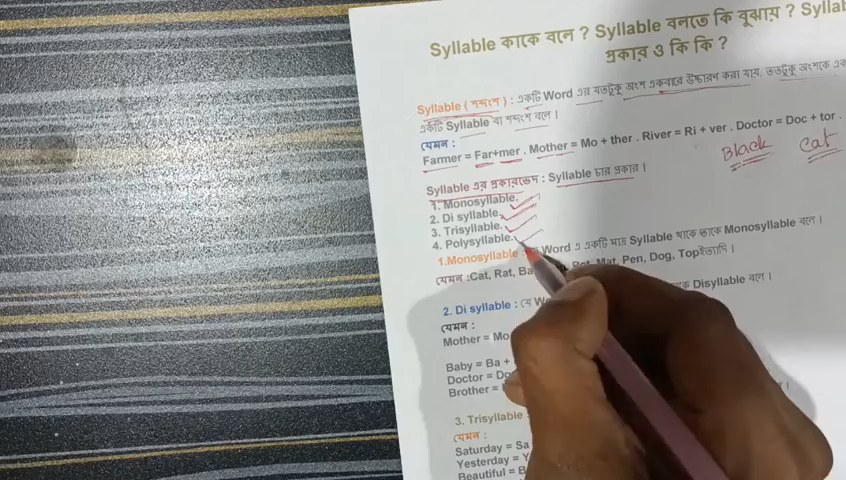 Syllable কাকে বলে ? Syllable বলতে কি বুঝায় ? Syllab
প্রকার ও কি কি ?
Syllable ( শব্দাংশ ) : একটি Word এর যতটুকু অংশ একবারে উচ্চারণ করা যায়, ততটুকু অংশকে
একটি Syllable বা শব্দাংশ বলে ।
যেমন :
Farmer = Far+mer . Mother = Mo + ther . River = Ri + ver . Doctor = Doc + tor .
Black Cat
Syllable এর প্রকারভেদ : Syllable চার প্রকার ।
1. Monosyllable.
2. Di syllable.
3. Trisyllable.
4. Polysyllable.
1.Monosyllable : Word এ একটি মাত্র Syllable থাকে তাকে Monosyllable বলে ।
যেমন :Cat, Rat, Mat, Pen, Dog, Topইত্যাদি ।
2. Di syllable : যে Disyllable বলে ।
যেমন :
Mother = Mo
Baby = Ba +
Doctor =
Brother =
3. Trisyllable
যেমন :
Saturday = Sa
Yesterday = Y
Beautiful = B